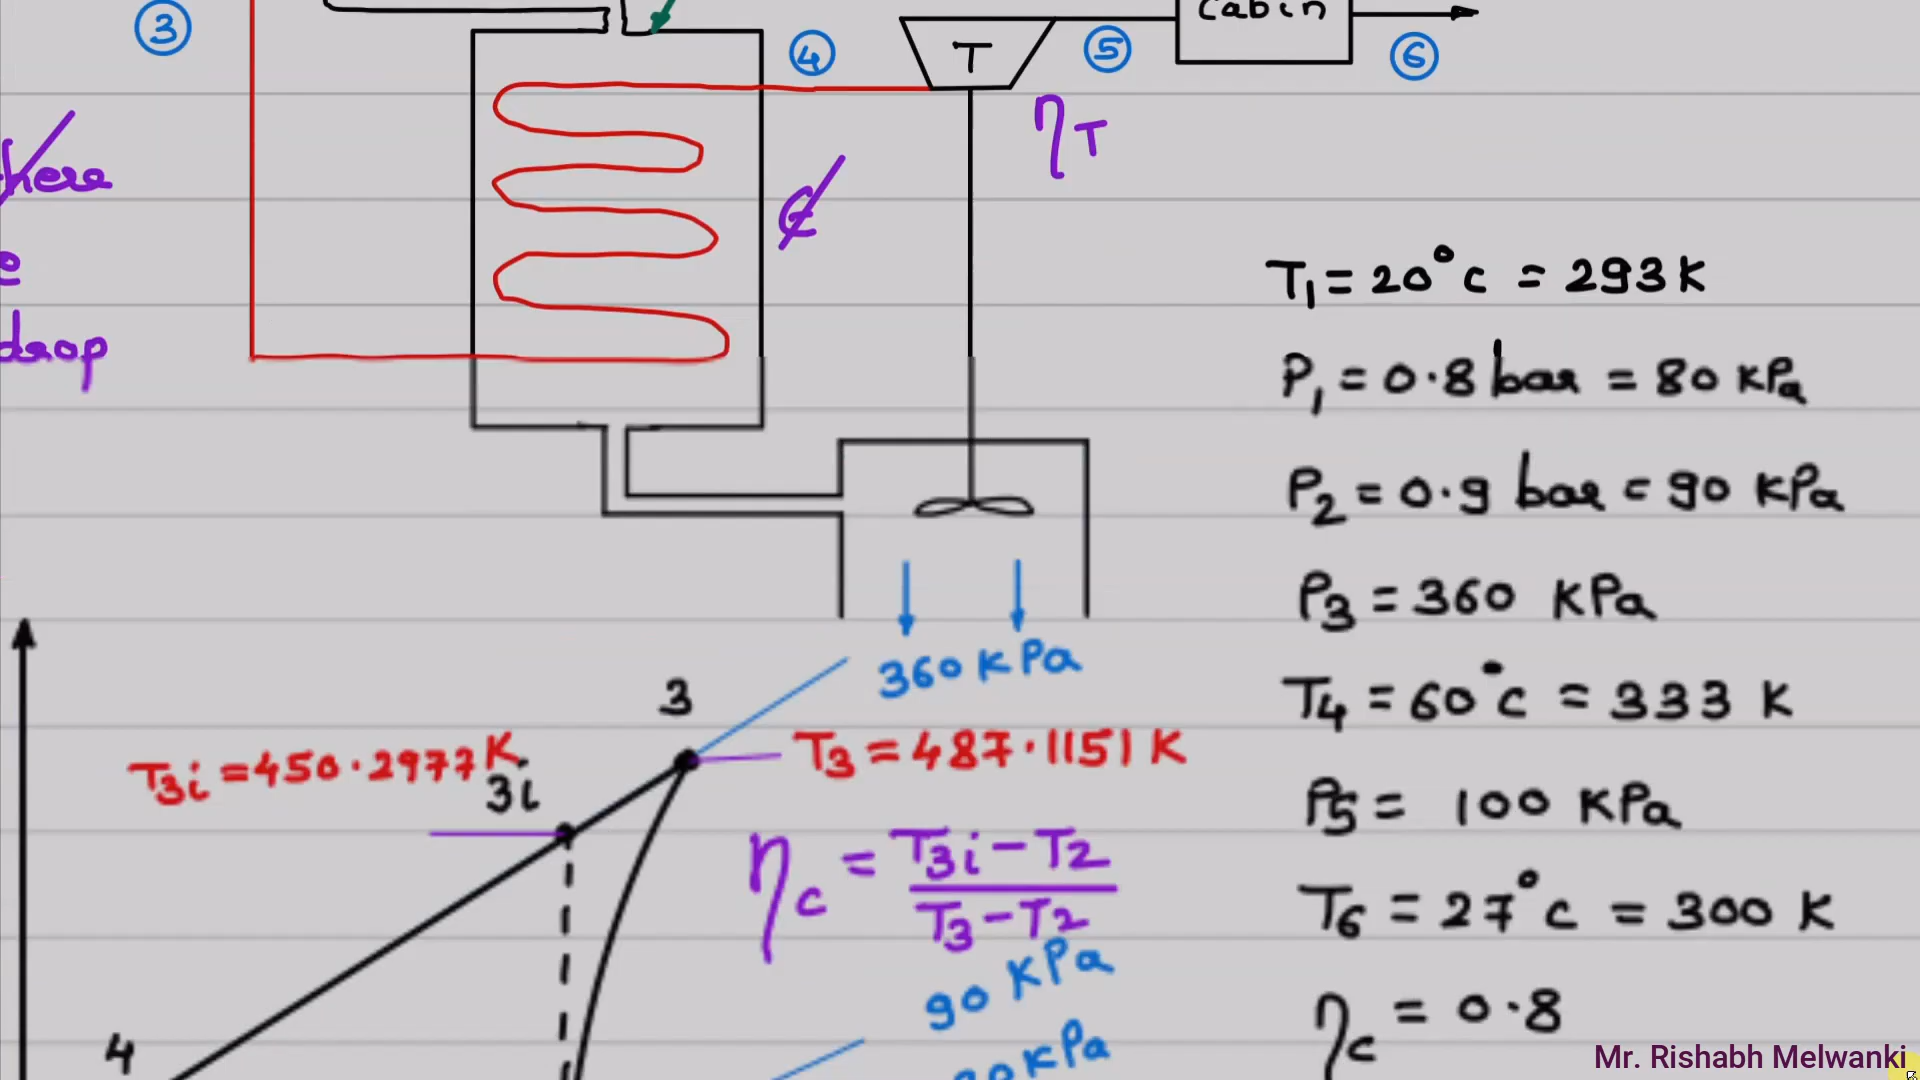 ③
④
⑤
Cabin
⑥
T
ηT
here
drop
T1 = 20°c = 293 K
P1 = 0.8 bar = 80 KPa
P2 = 0.9 bar = 90 KPa
P3 = 360 KPa
T4 = 60°c = 333 K
P5 = 100 KPa
T6 = 27°c = 300 K
ηc = 0.8
360 KPa
3
T3i = 450.2977 K
3i
T3 = 487.1151 K
ηc = T3i - T2
T3 - T2
90 KPa
KPa
4
Mr. Rishabh Melwanki